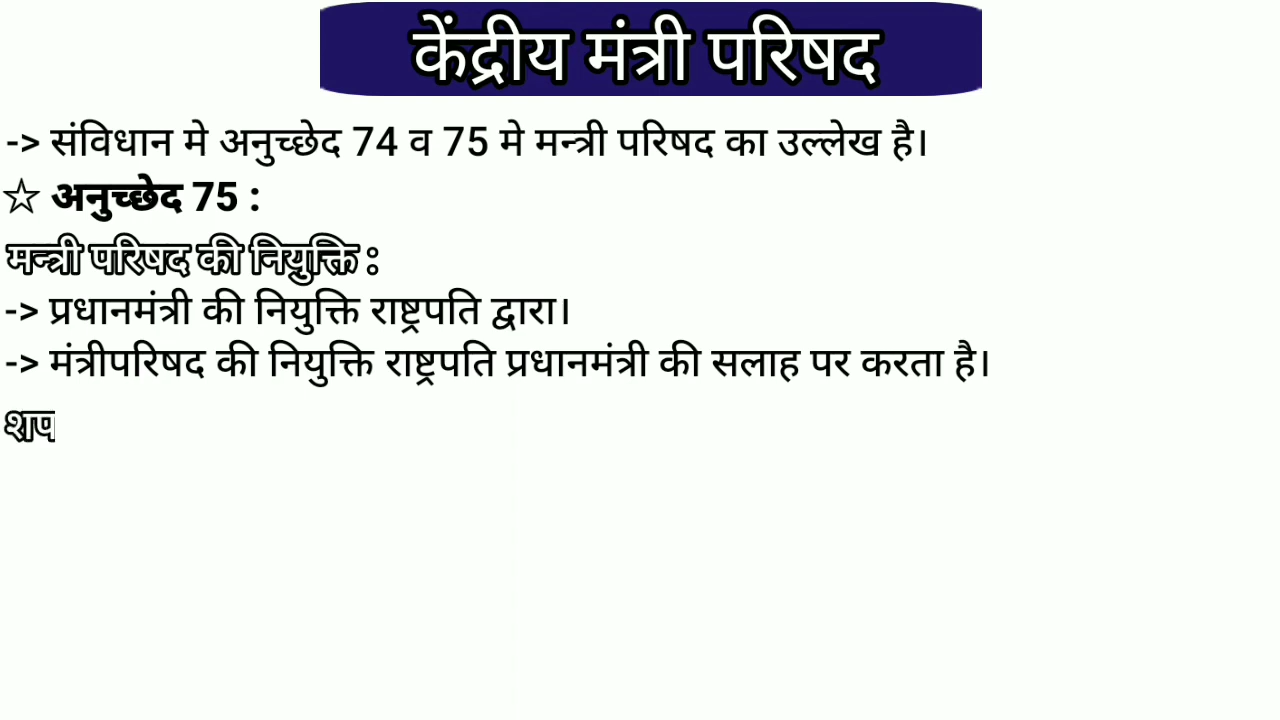 केंद्रीय मंत्री परिषद
-> संविधान मे अनुच्छेद 74 व 75 मे मन्त्री परिषद का उल्लेख है।
☆ अनुच्छेद 75 :
मन्त्री परिषद की नियुक्ति :
-> प्रधानमंत्री की नियुक्ति राष्ट्रपति द्वारा।
-> मंत्रीपरिषद की नियुक्ति राष्ट्रपति प्रधानमंत्री की सलाह पर करता है।
शप